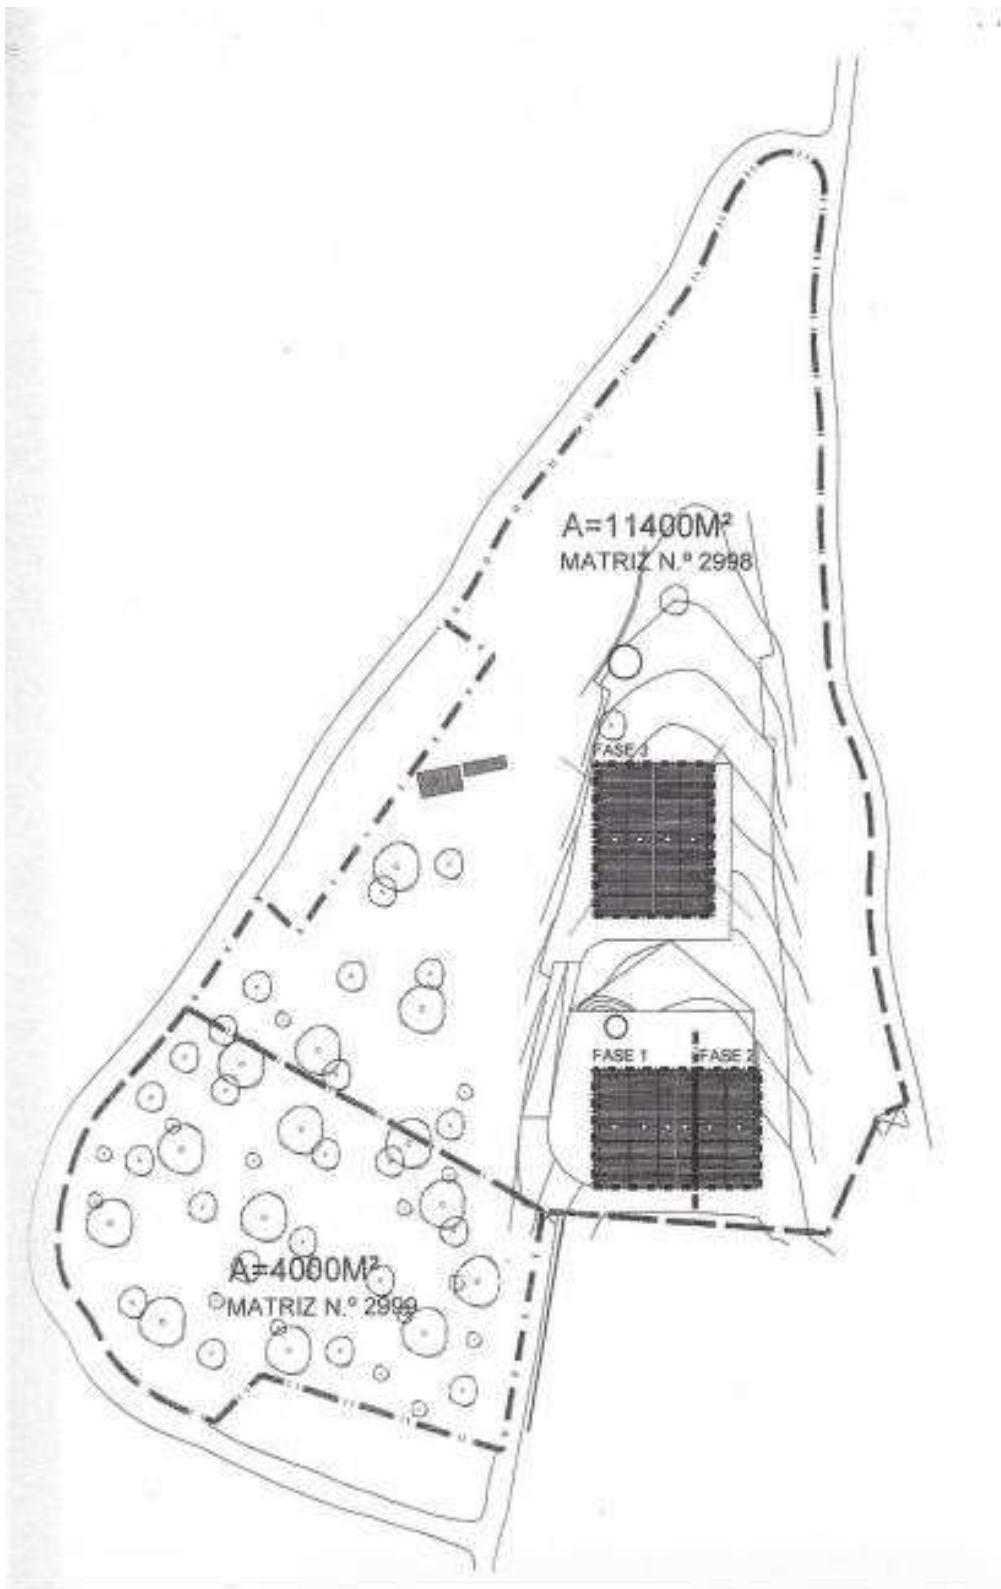 A=11400M²
MATRIZ N.º 2998
FASE 3
FASE 1
FASE 2
A=4000M²
MATRIZ N.º 2999